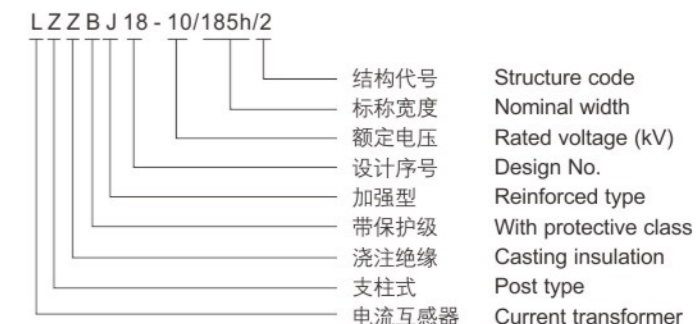 LZZBJ18-10/185h/2
结构代号 Structure code
标称宽度 Nominal width
额定电压 Rated voltage (kV)
设计序号 Design No.
加强型 Reinforced type
带保护级 With protective class
浇注绝缘 Casting insulation
支柱式 Post type
电流互感器 Current transformer